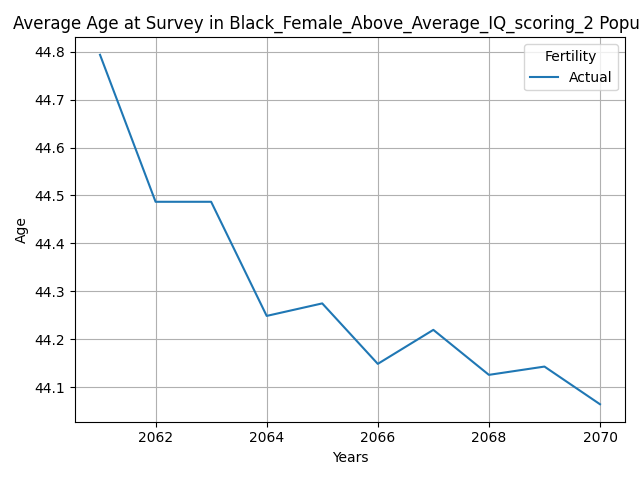 Average Age at Survey in Black_Female_Above_Average_IQ_scoring_2 Popu
44.8
44.7
44.6
44.5
44.4
44.3
44.2
44.1
Age
Fertility
Actual
2062 2064 2066 2068 2070
Years